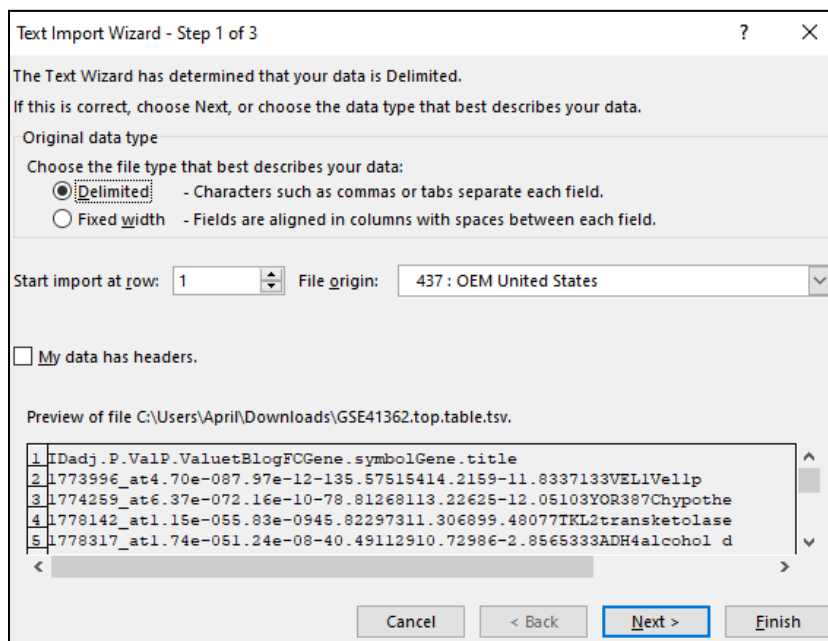 Text Import Wizard - Step 1 of 3 ? ×
The Text Wizard has determined that your data is Delimited.
If this is correct, choose Next, or choose the data type that best describes your data.
Original data type
Choose the file type that best describes your data:
Delimited - Characters such as commas or tabs separate each field.
Fixed width - Fields are aligned in columns with spaces between each field.
Start import at row: 1 File origin: 437 : OEM United States
My data has headers.
Preview of file C:\Users\April\Downloads\GSE41362.top.table.tsv.
1 IDadj.P.ValP.ValuetBlogFCGene.symbolGene.title
2 1773996_at4.70e-087.97e-12-135.57515414.2159-11.8337133VEL1Vel1p
3 1774259_at6.37e-072.16e-10-78.81268113.22625-12.05103YOR387Chypothe
4 1778142_at1.15e-055.83e-0945.82297311.306899.48077TKL2transketolase
5 1778317_at1.74e-051.24e-08-40.49112910.72986-2.8565333ADH4alcohol d
Cancel < Back Next > Finish